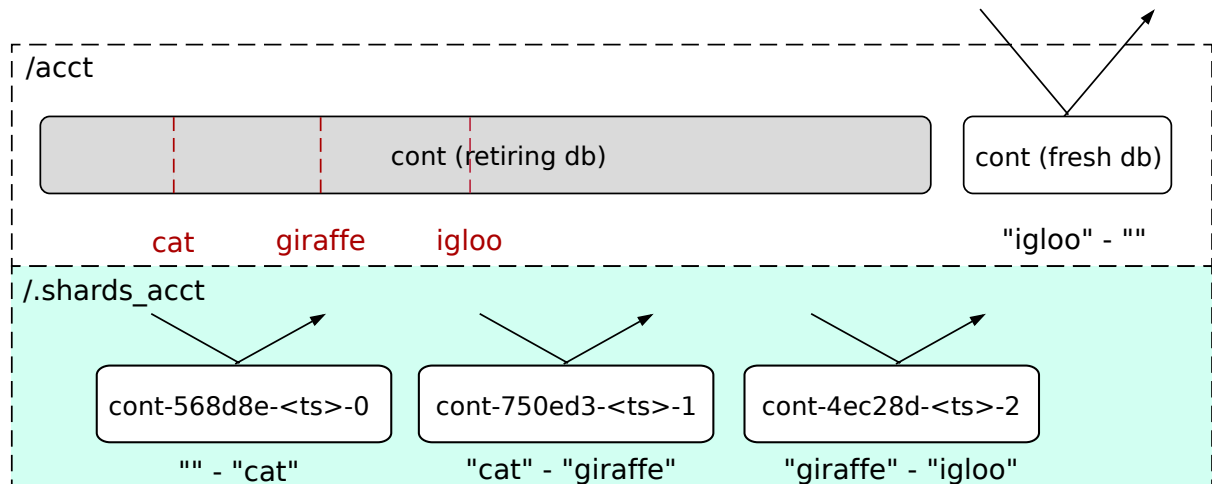 /acct
cont (retiring db)
cont (fresh db)
cat
giraffe
igloo
"igloo" - ""
/.shards_acct
cont-568d8e-<ts>-0
cont-750ed3-<ts>-1
cont-4ec28d-<ts>-2
"" - "cat"
"cat" - "giraffe"
"giraffe" - "igloo"